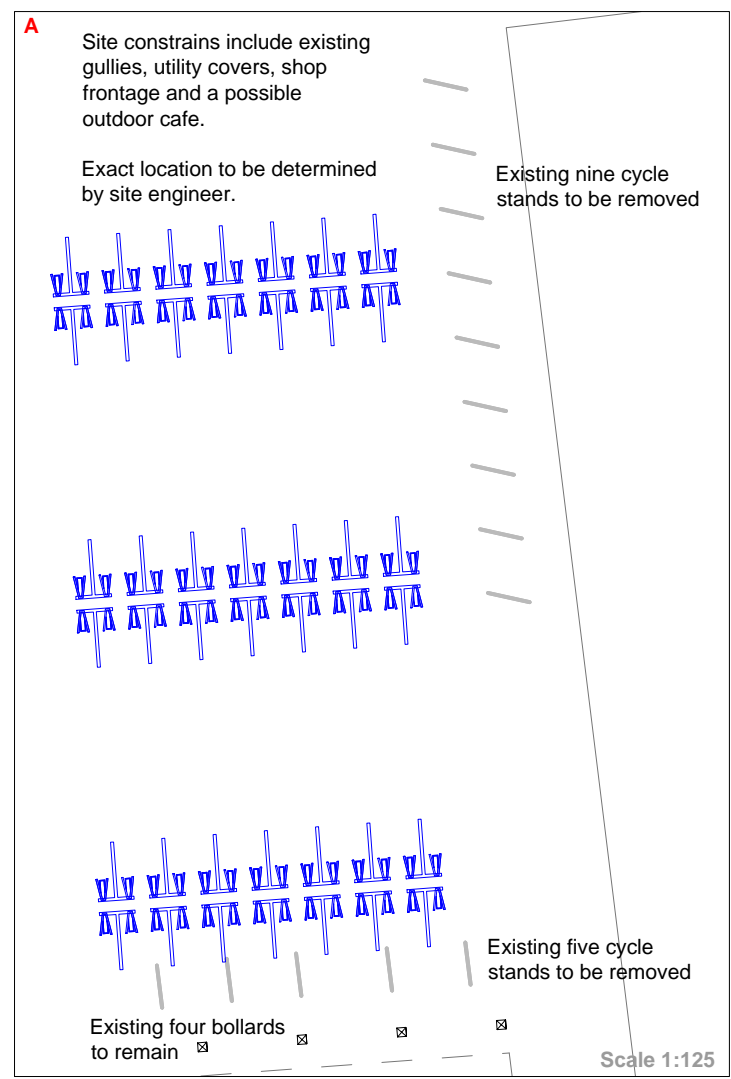 A
Site constrains include existing
gullies, utility covers, shop
frontage and a possible
outdoor cafe.
Exact location to be determined
by site engineer.
Existing nine cycle
stands to be removed
Existing five cycle
stands to be removed
Existing four bollards
to remain
Scale 1:125